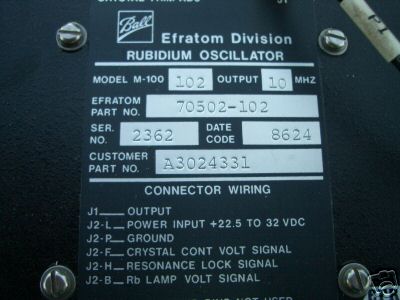 Ball
Efratom Division
RUBIDIUM OSCILLATOR
MODEL M-100 102 OUTPUT 10 MHZ
EFRATOM PART NO. 70502-102
SER. NO. 2362 DATE CODE 8624
CUSTOMER PART NO. A3024331
CONNECTOR WIRING
J1 OUTPUT
J2-L POWER INPUT +22.5 TO 32 VDC
J2-P GROUND
J2-F CRYSTAL CONT VOLT SIGNAL
J2-H RESONANCE LOCK SIGNAL
J2-B Rb LAMP VOLT SIGNAL